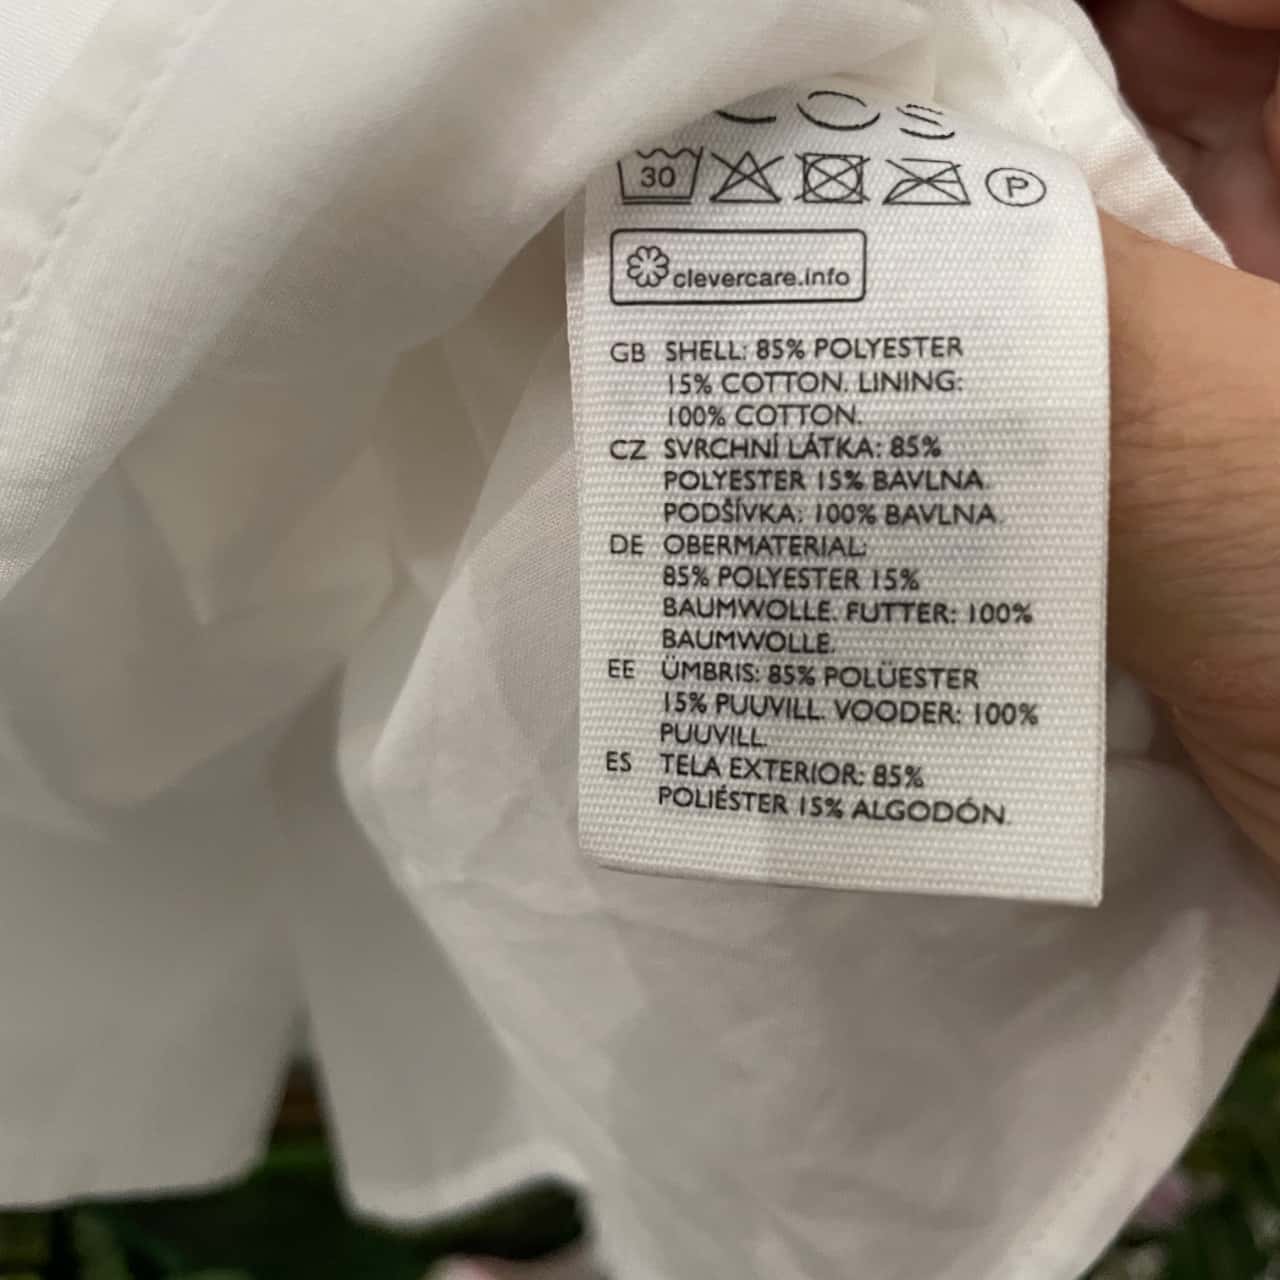 COS
30
P
clevercare.info
GB SHELL: 85% POLYESTER
15% COTTON. LINING:
100% COTTON.
CZ SVRCHNÍ LÁTKA: 85%
POLYESTER 15% BAVLNA.
PODŠÍVKA: 100% BAVLNA.
DE OBERMATERIAL:
85% POLYESTER 15%
BAUMWOLLE. FUTTER: 100%
BAUMWOLLE.
EE ÜMBRIS: 85% POLÜESTER
15% PUUVILL. VOODER: 100%
PUUVILL.
ES TELA EXTERIOR: 85%
POLIÉSTER 15% ALGODÓN.